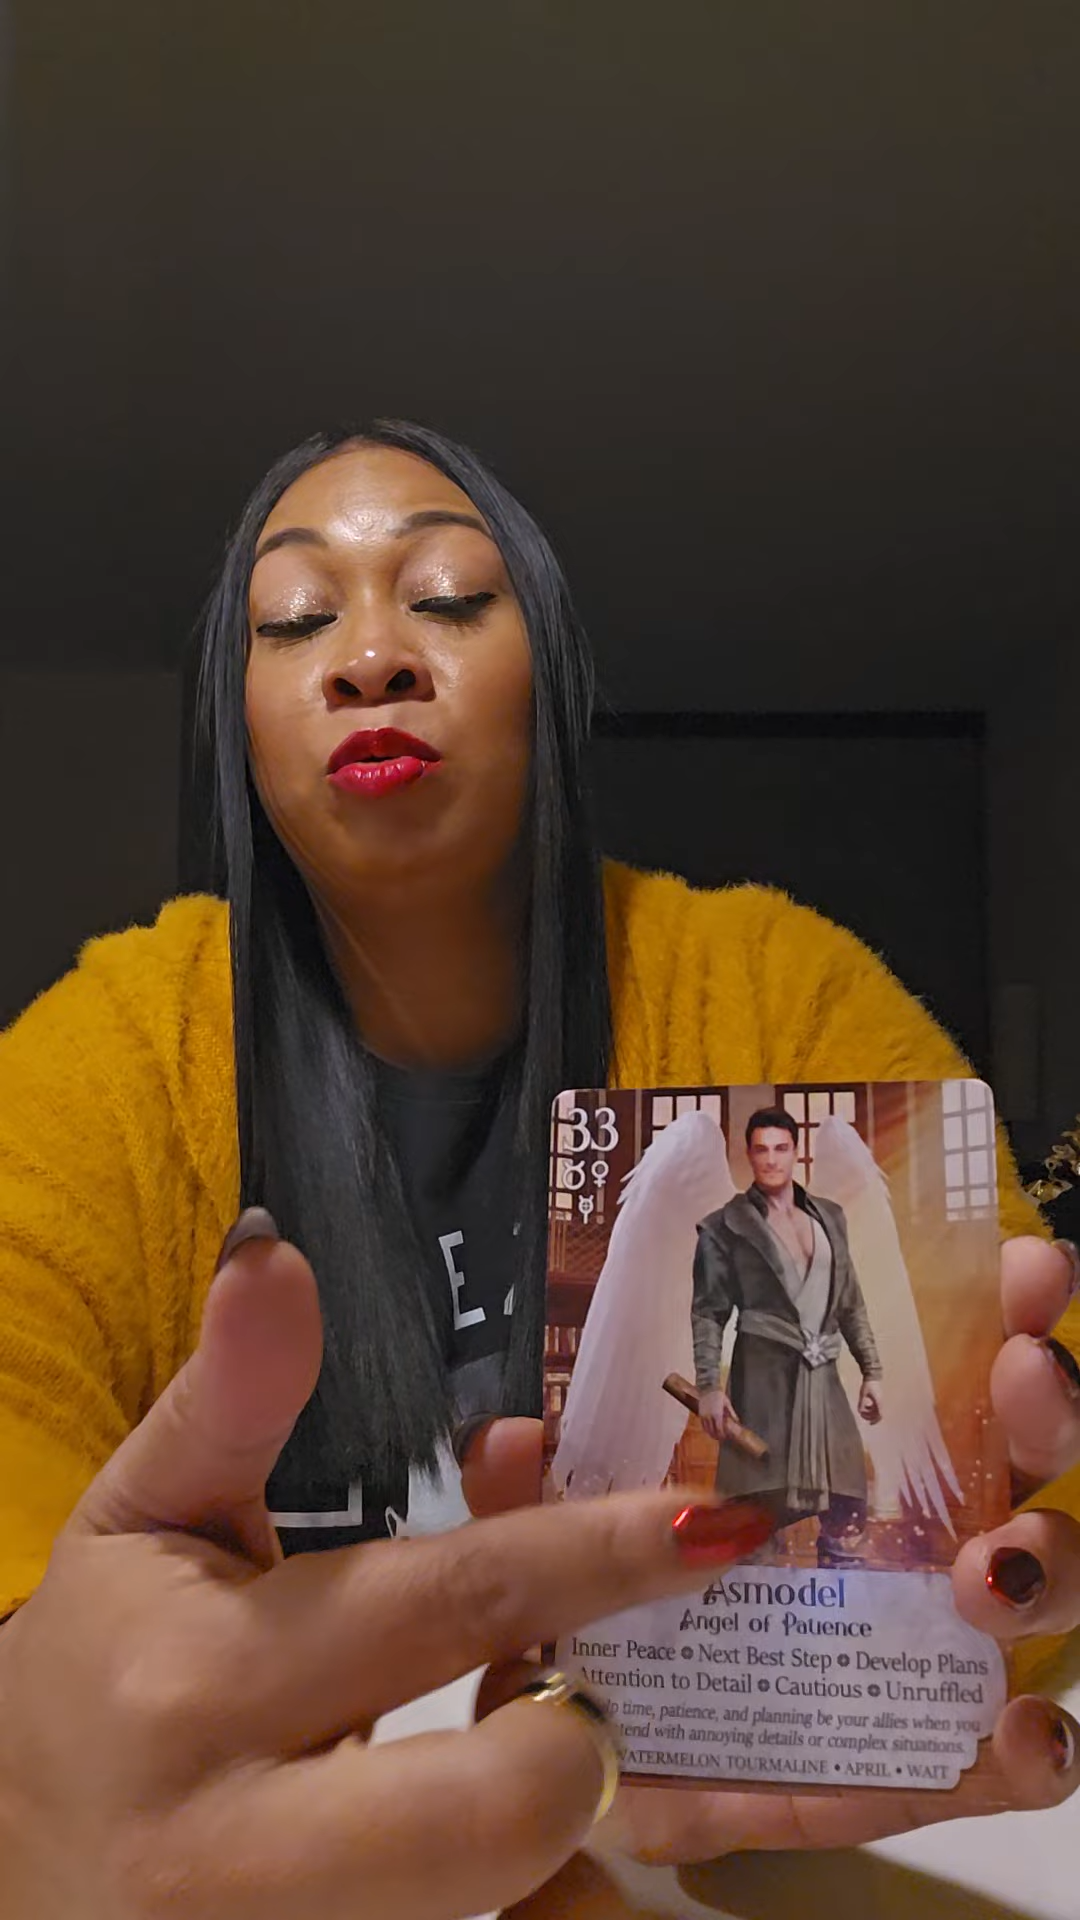 33
♉♀
☿
E
Asmodel
Angel of Patience
Inner Peace ● Next Best Step ● Develop Plans
Attention to Detail ● Cautious ● Unruffled
time, patience, and planning be your allies when you
with annoying details or complex situations.
WATERMELON TOURMALINE • APRIL • WAIT